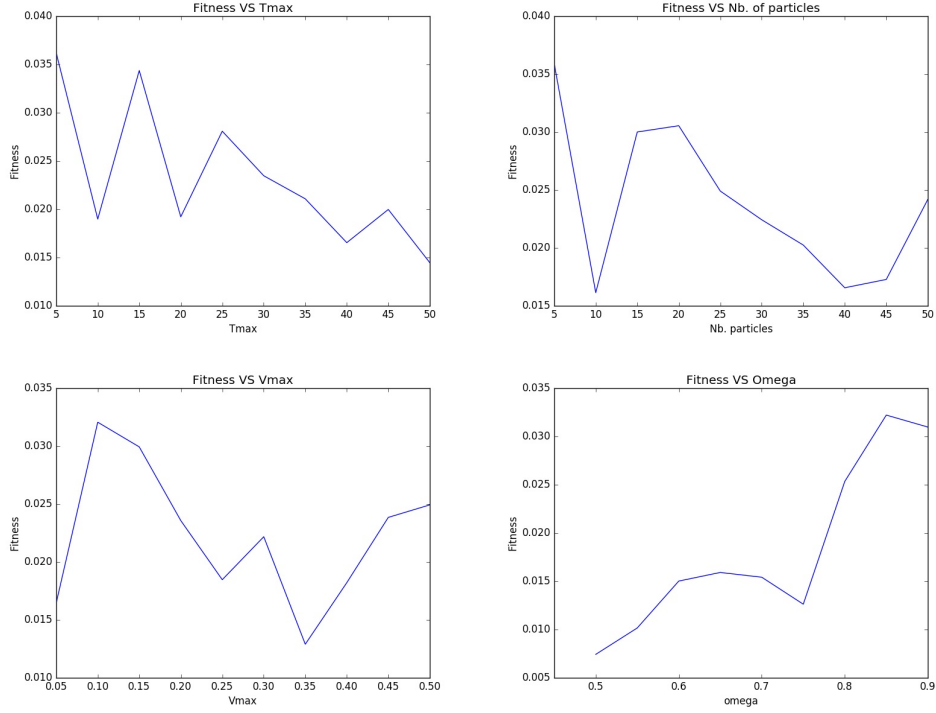 Fitness VS Tmax
0.040
0.035
0.030
0.025
0.020
0.015
0.010
Fitness
5 10 15 20 25 30 35 40 45 50
Tmax
Fitness VS Nb. of particles
0.040
0.035
0.030
0.025
0.020
0.015
Fitness
5 10 15 20 25 30 35 40 45 50
Nb. particles
Fitness VS Vmax
0.035
0.030
0.025
0.020
0.015
0.010
Fitness
0.05 0.10 0.15 0.20 0.25 0.30 0.35 0.40 0.45 0.50
Vmax
Fitness VS Omega
0.035
0.030
0.025
0.020
0.015
0.010
0.005
Fitness
0.5 0.6 0.7 0.8 0.9
omega